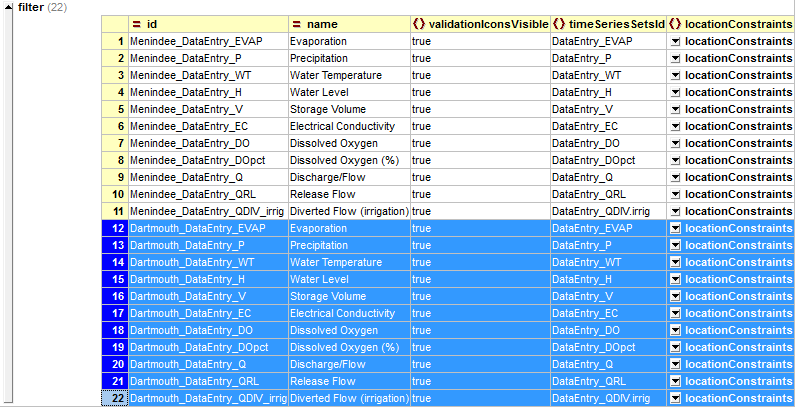 filter (22)
= id = name {} validationIconsVisible {} timeSeriesSetsId {} locationConstraints
1 Menindee_DataEntry_EVAP Evaporation true DataEntry_EVAP locationConstraints
2 Menindee_DataEntry_P Precipitation true DataEntry_P locationConstraints
3 Menindee_DataEntry_WT Water Temperature true DataEntry_WT locationConstraints
4 Menindee_DataEntry_H Water Level true DataEntry_H locationConstraints
5 Menindee_DataEntry_V Storage Volume true DataEntry_V locationConstraints
6 Menindee_DataEntry_EC Electrical Conductivity true DataEntry_EC locationConstraints
7 Menindee_DataEntry_DO Dissolved Oxygen true DataEntry_DO locationConstraints
8 Menindee_DataEntry_DOpct Dissolved Oxygen (%) true DataEntry_DOpct locationConstraints
9 Menindee_DataEntry_Q Discharge/Flow true DataEntry_Q locationConstraints
10 Menindee_DataEntry_QRL Release Flow true DataEntry_QRL locationConstraints
11 Menindee_DataEntry_QDIV_irrig Diverted Flow (irrigation) true DataEntry_QDIV.irrig locationConstraints
12 Dartmouth_DataEntry_EVAP Evaporation true DataEntry_EVAP locationConstraints
13 Dartmouth_DataEntry_P Precipitation true DataEntry_P locationConstraints
14 Dartmouth_DataEntry_WT Water Temperature true DataEntry_WT locationConstraints
15 Dartmouth_DataEntry_H Water Level true DataEntry_H locationConstraints
16 Dartmouth_DataEntry_V Storage Volume true DataEntry_V locationConstraints
17 Dartmouth_DataEntry_EC Electrical Conductivity true DataEntry_EC locationConstraints
18 Dartmouth_DataEntry_DO Dissolved Oxygen true DataEntry_DO locationConstraints
19 Dartmouth_DataEntry_DOpct Dissolved Oxygen (%) true DataEntry_DOpct locationConstraints
20 Dartmouth_DataEntry_Q Discharge/Flow true DataEntry_Q locationConstraints
21 Dartmouth_DataEntry_QRL Release Flow true DataEntry_QRL locationConstraints
22 Dartmouth_DataEntry_QDIV_irrig Diverted Flow (irrigation) true DataEntry_QDIV.irrig locationConstraints